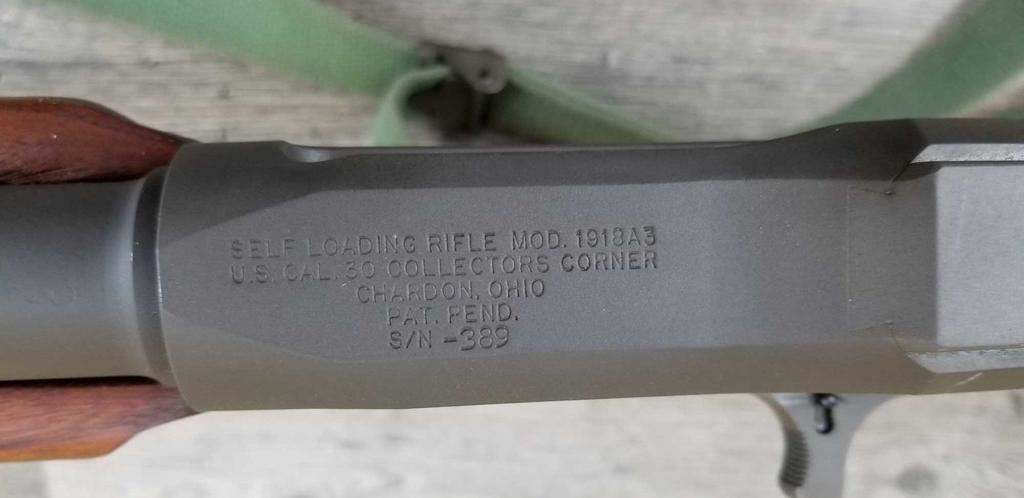 SELF LOADING RIFLE MOD. 1918A3
U.S. CAL. 30 COLLECTORS CORNER
CHARDON, OHIO
PAT. PEND.
S/N -389